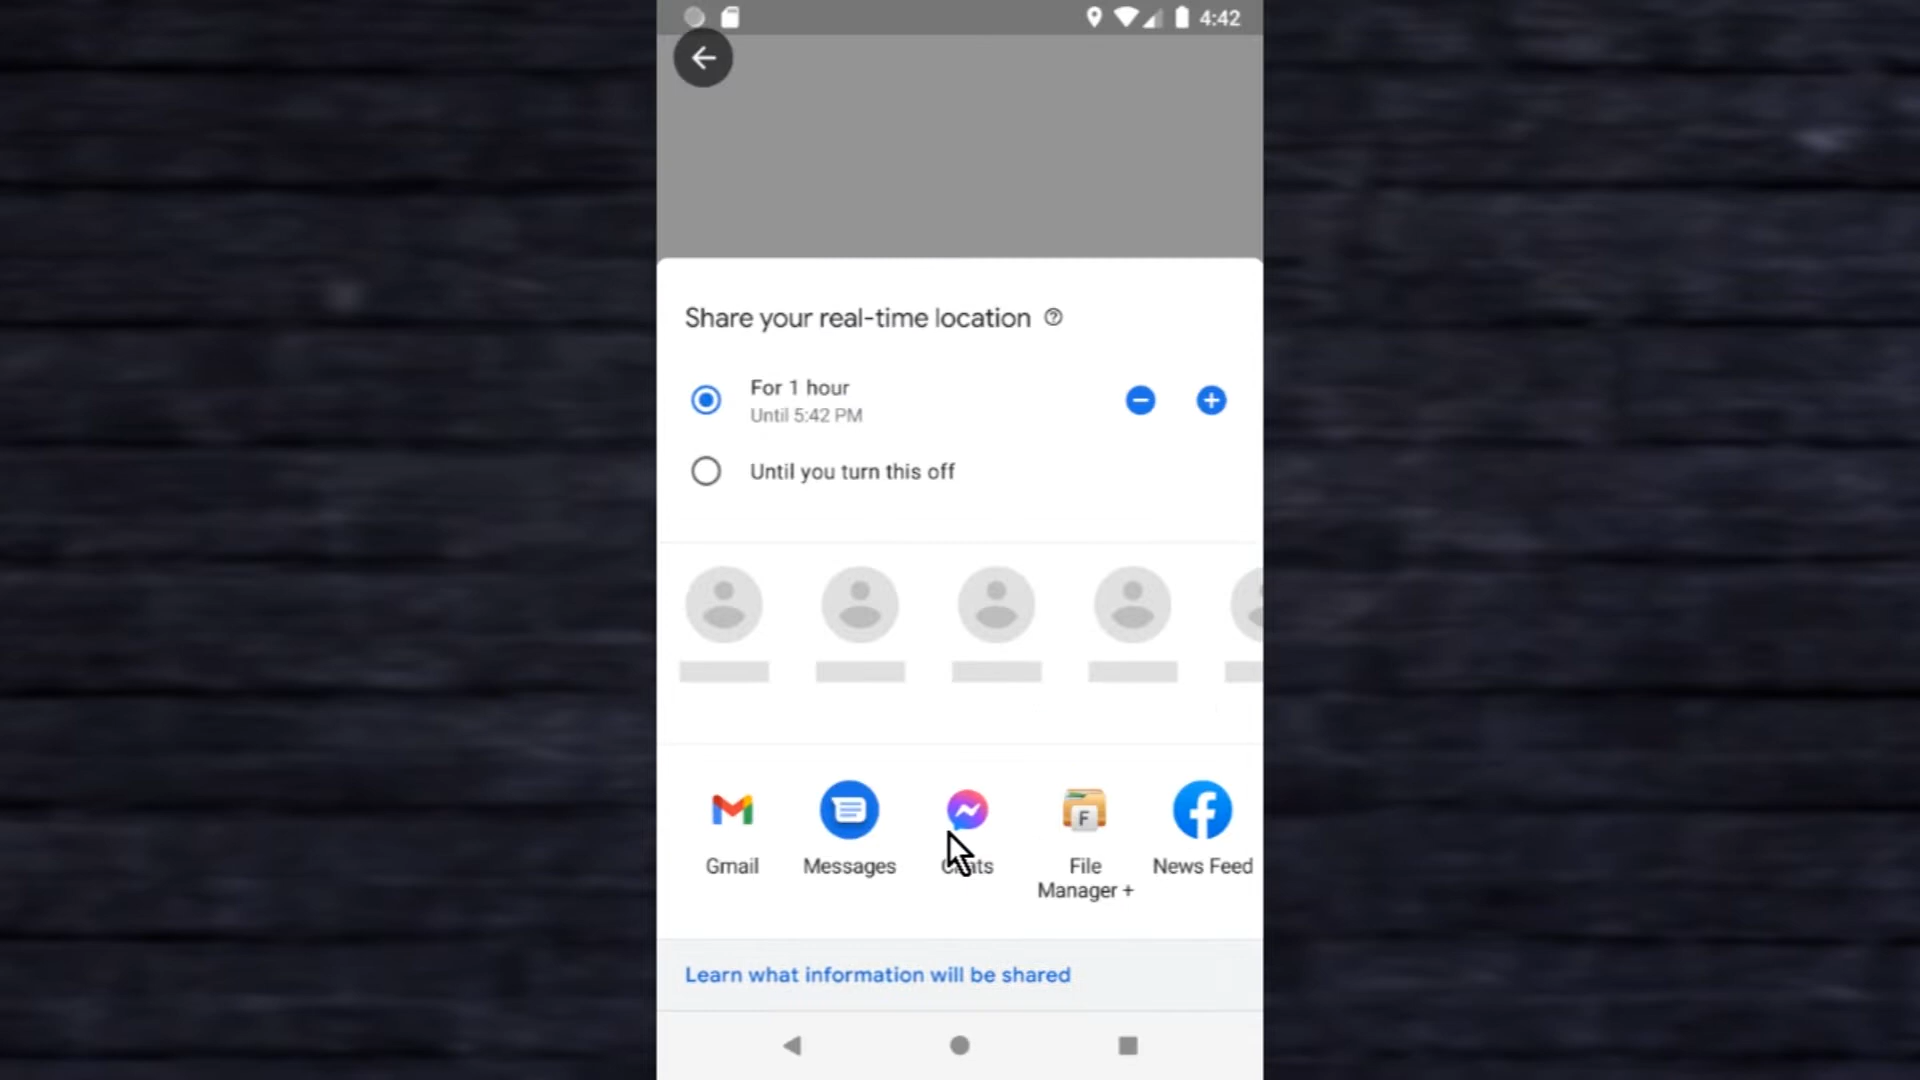 4:42
Share your real-time location
For 1 hour
Until 5:42 PM
Until you turn this off
Gmail
Messages
Chats
File
Manager +
News Feed
Learn what information will be shared